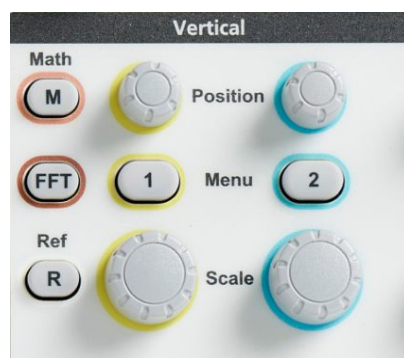 Vertical
Math
M
Position
FFT
1
Menu
2
Ref
R
Scale